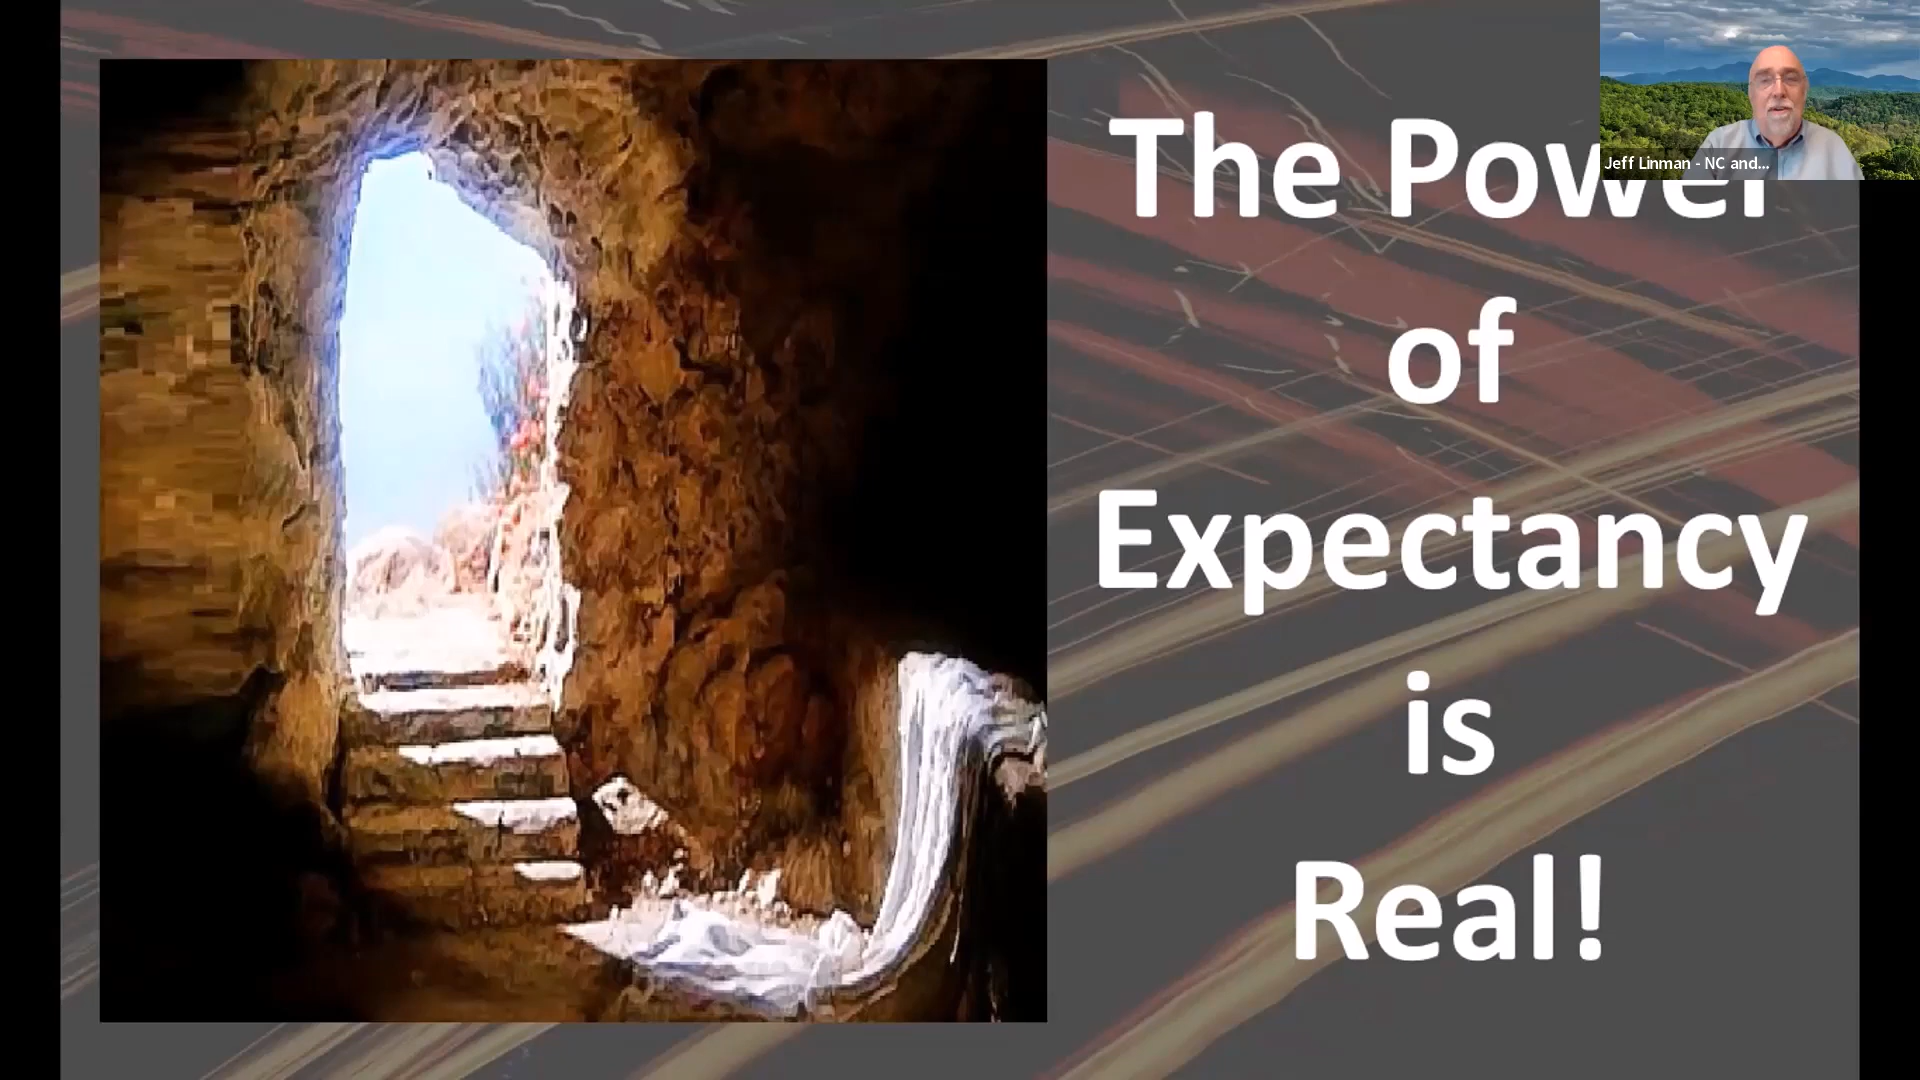 The Power
of
Expectancy
is
Real!
Jeff Linman - NC and...